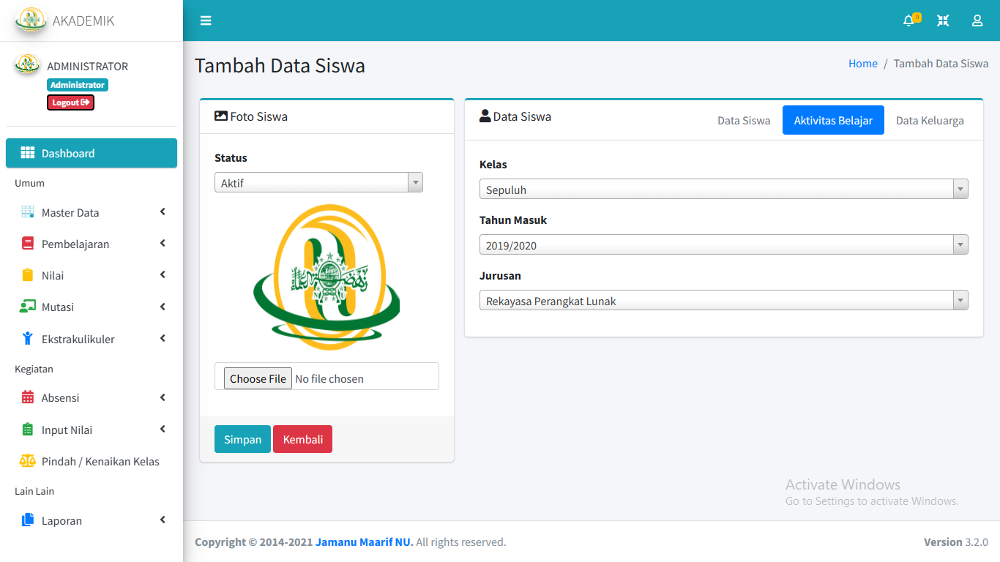 AKADEMIK
ADMINISTRATOR
Administrator
Logout
Dashboard
Umum
Master Data
Pembelajaran
Nilai
Mutasi
Ekstrakulikuler
Kegiatan
Absensi
Input Nilai
Pindah / Kenaikan Kelas
Lain Lain
Laporan
0
Tambah Data Siswa
Home / Tambah Data Siswa
Foto Siswa
Status
Aktif
N U
Choose File No file chosen
Simpan Kembali
Data Siswa
Data Siswa Aktivitas Belajar Data Keluarga
Kelas
Sepuluh
Tahun Masuk
2019/2020
Jurusan
Rekayasa Perangkat Lunak
Activate Windows
Go to Settings to activate Windows.
Copyright © 2014-2021 Jamanu Maarif NU. All rights reserved.
Version 3.2.0